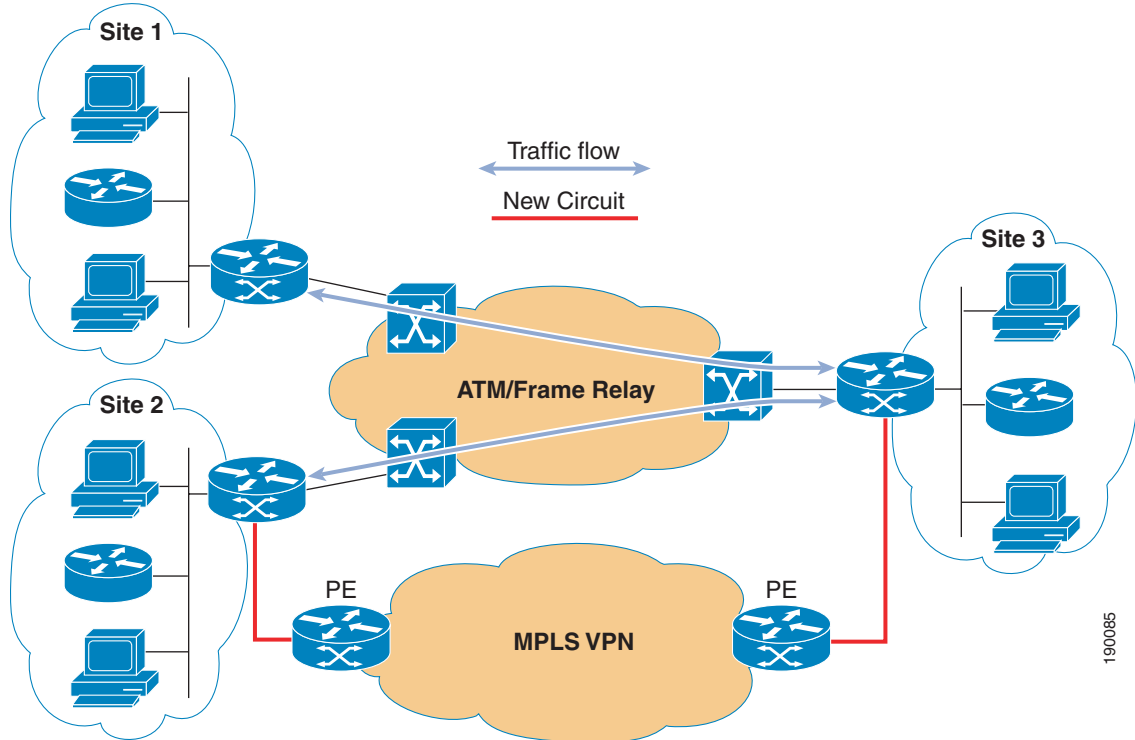 Site 1
Traffic flow
New Circuit
Site 3
ATM/Frame Relay
Site 2
PE
PE
MPLS VPN
190085